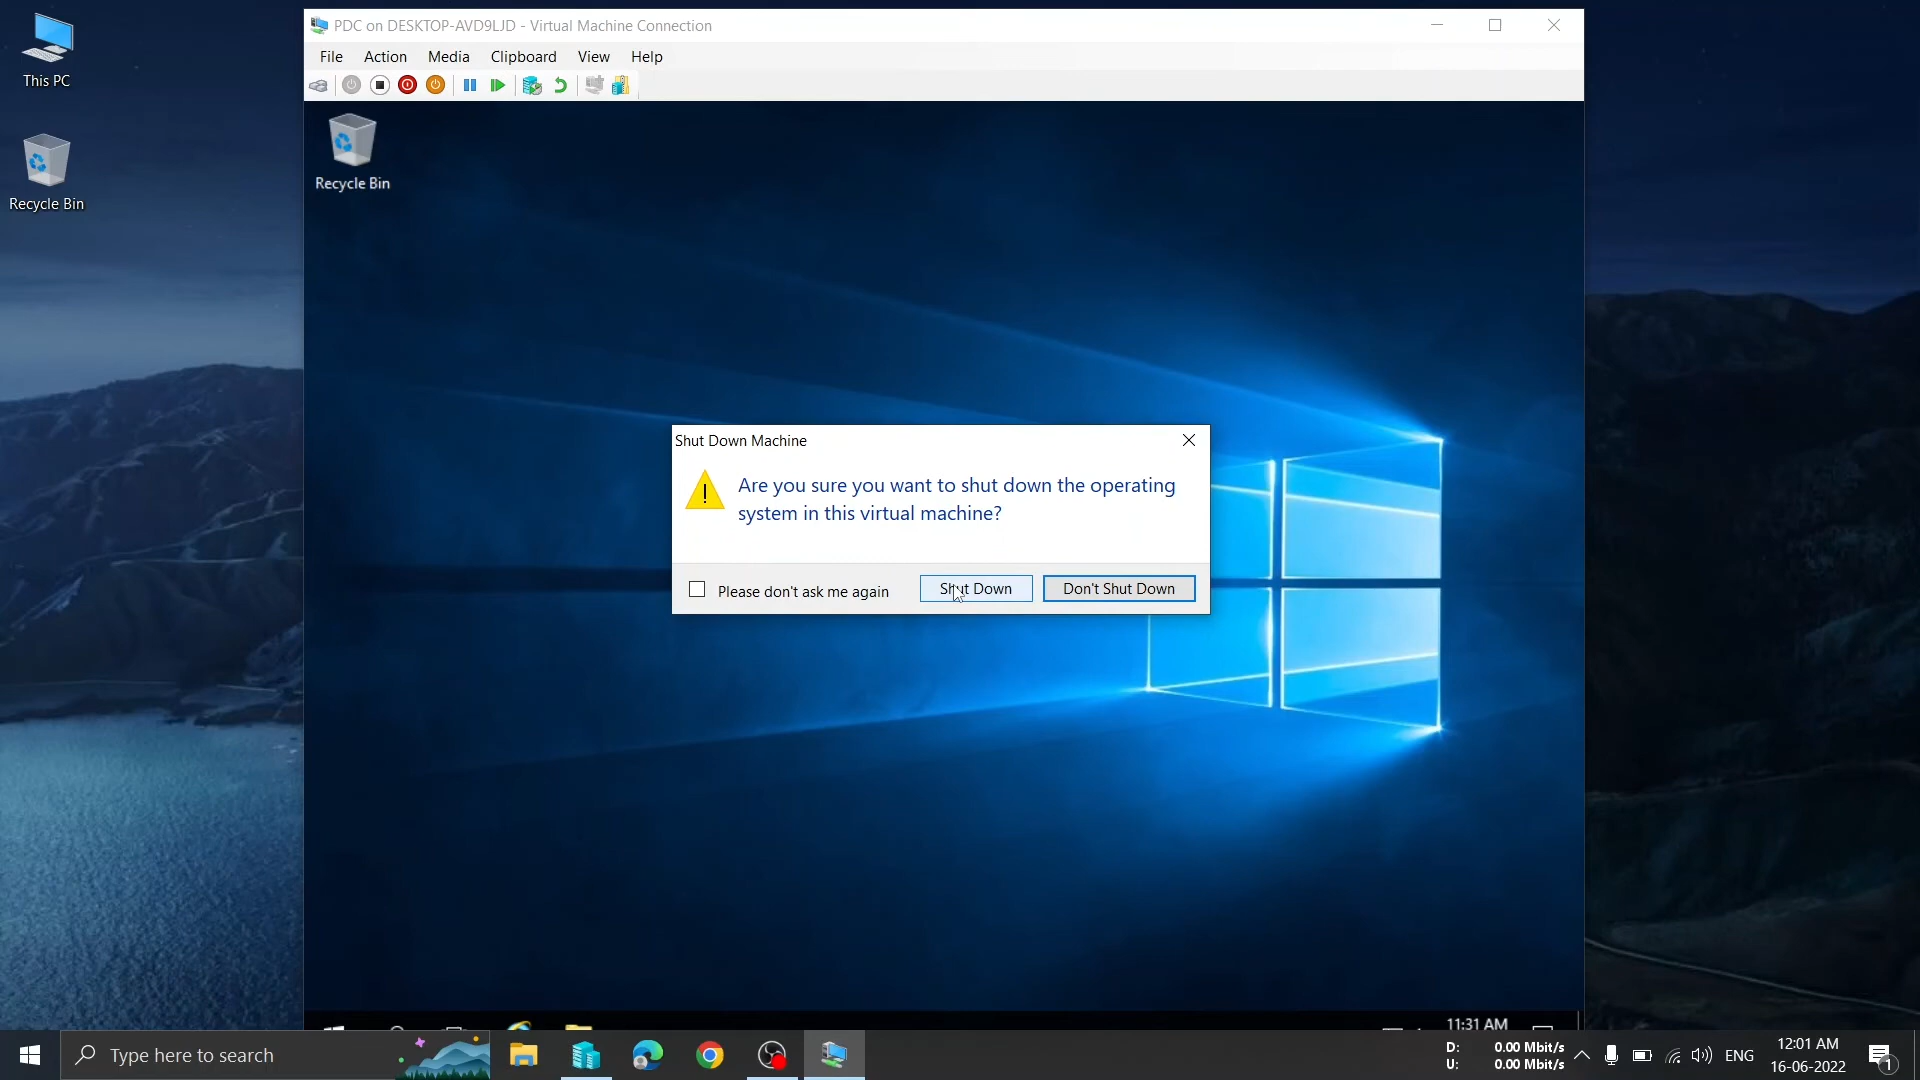 This PC
Recycle Bin
PDC on DESKTOP-AVD9LJD - Virtual Machine Connection
File Action Media Clipboard View Help
Recycle Bin
Shut Down Machine
Are you sure you want to shut down the operating
system in this virtual machine?
Please don't ask me again
Shut Down
Don't Shut Down
11:31 AM
Type here to search
D: 0.00 Mbit/s
U: 0.00 Mbit/s
ENG
12:01 AM
16-06-2022
1